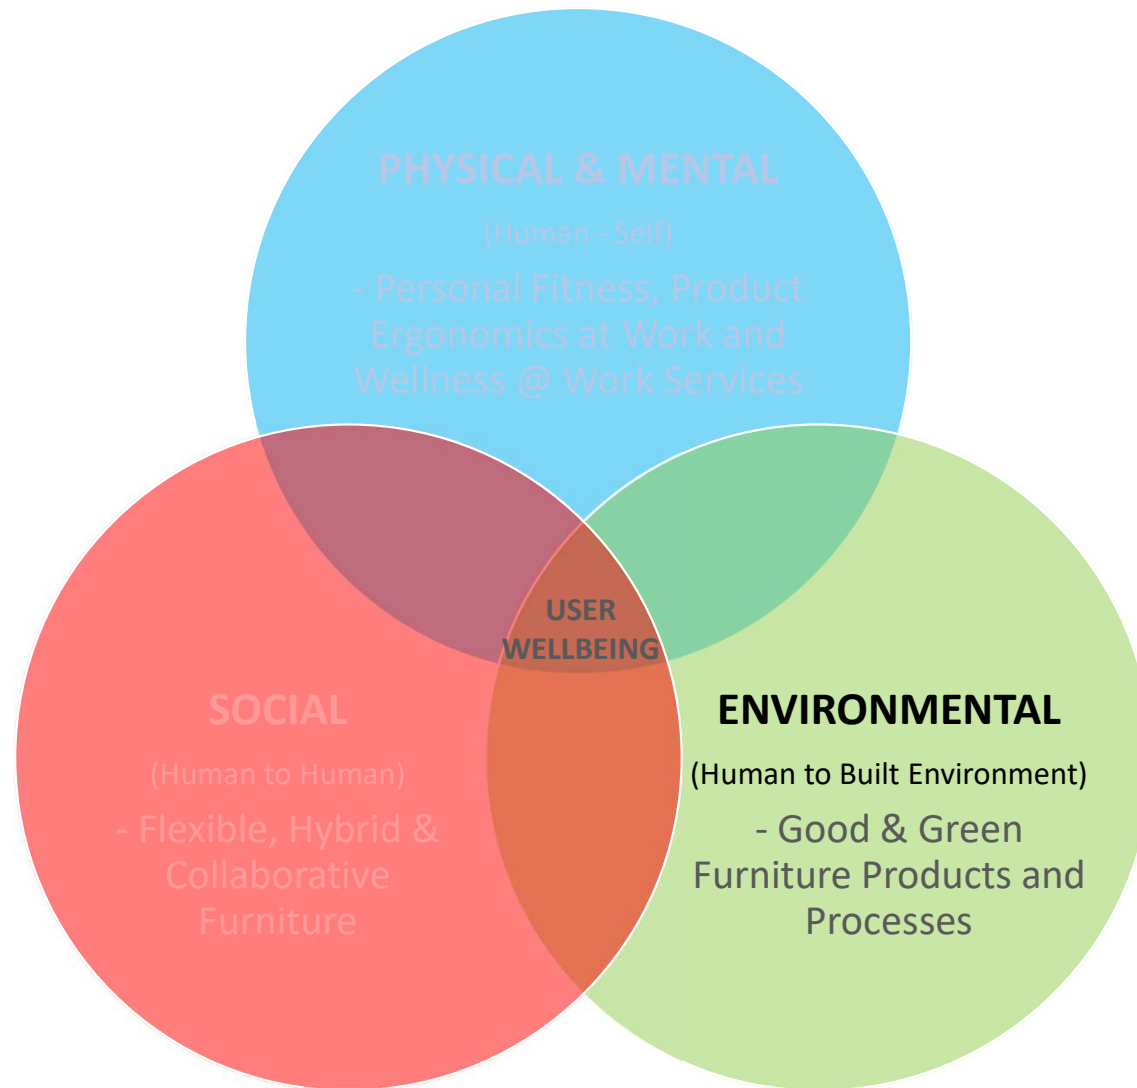 PHYSICAL & MENTAL
(Human - Self)
- Personal Fitness, Product
Ergonomics at Work and
Wellness @ Work Services
USER
WELLBEING
SOCIAL
(Human to Human)
- Flexible, Hybrid &
Collaborative
Furniture
ENVIRONMENTAL
(Human to Built Environment)
- Good & Green
Furniture Products and
Processes